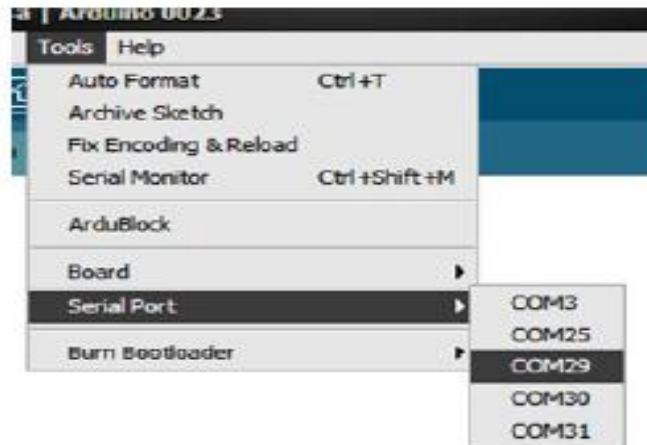 | Arduino 0023
Tools Help
Auto Format Ctrl+T
Archive Sketch
Fix Encoding & Reload
Serial Monitor Ctrl+Shift+M
ArduBlock
Board
Serial Port
Burn Bootloader
COM3
COM25
COM29
COM30
COM31